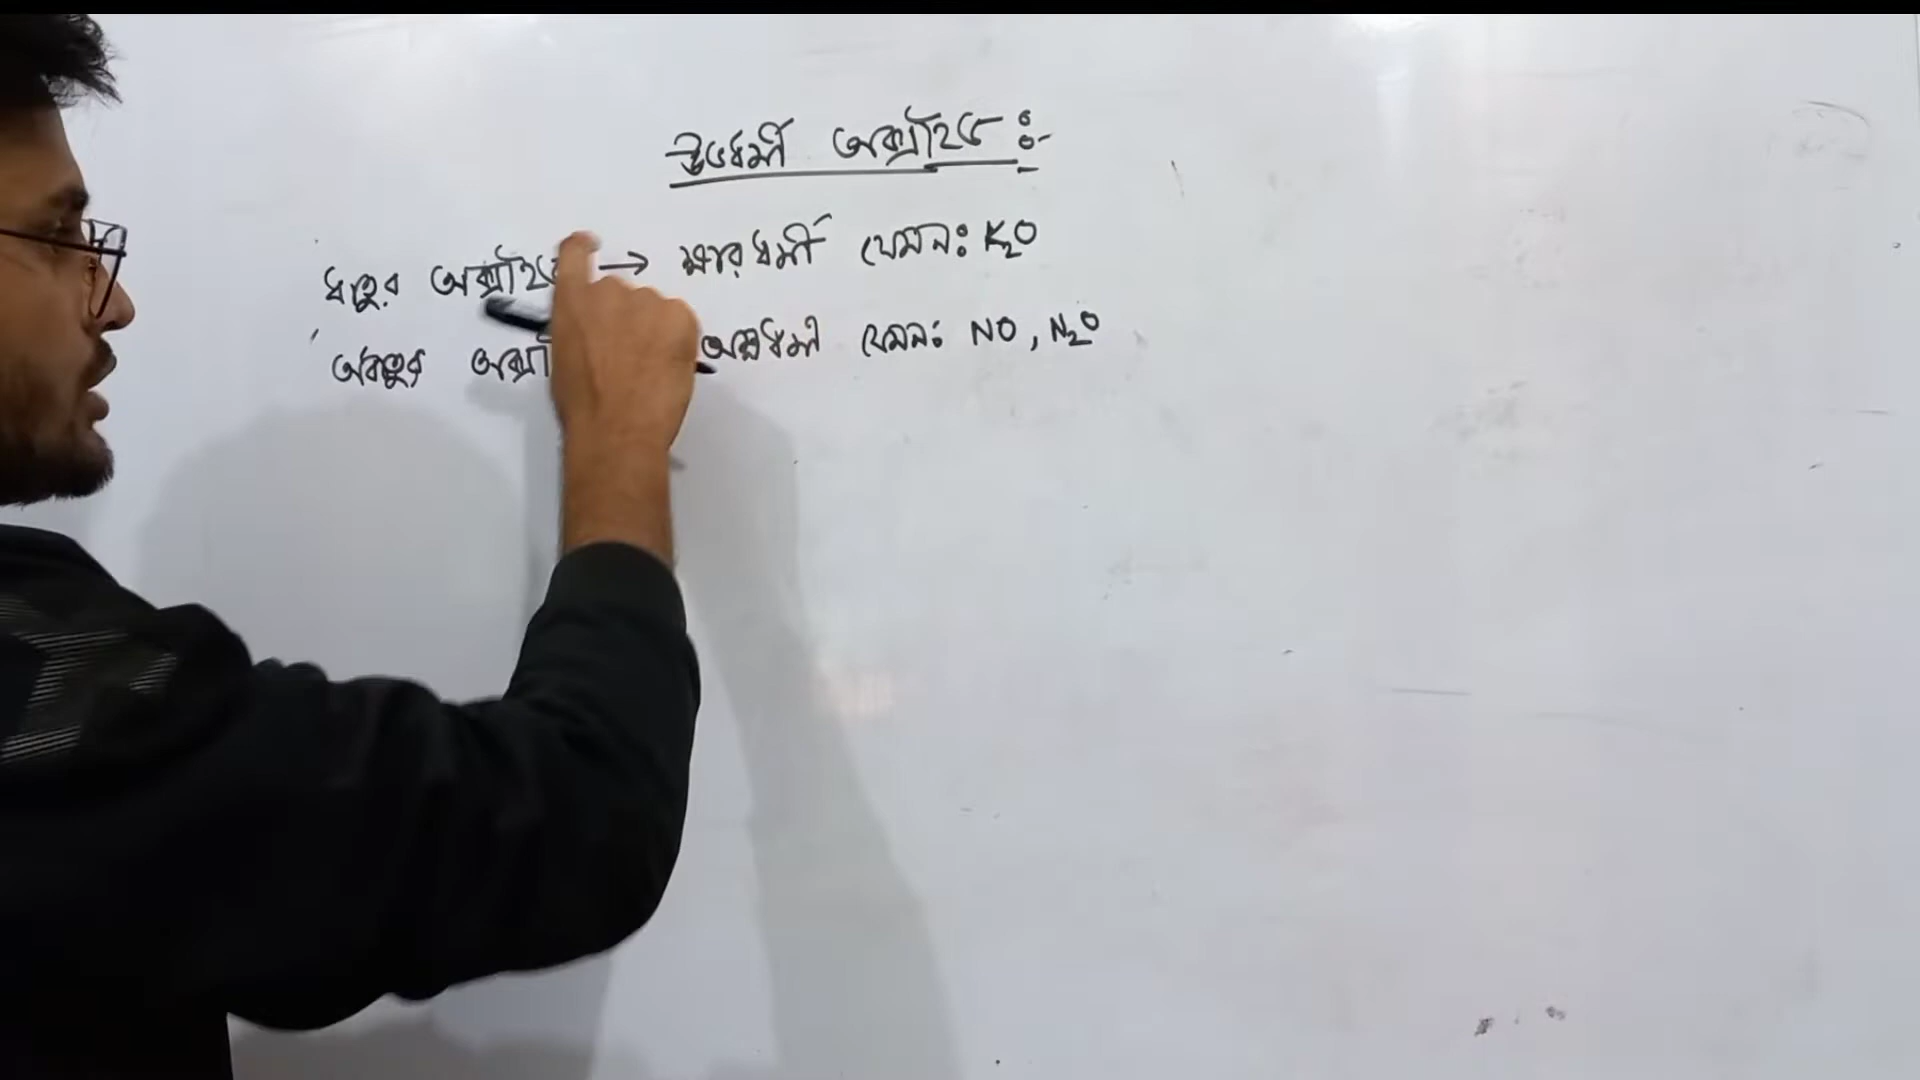 উভধর্মী অক্সাইড :-
ধাতুর অক্সাইড → ক্ষারধর্মী যেমনঃ K₂O
অধাতুর অম্লধর্মী যেমনঃ NO , N₂O